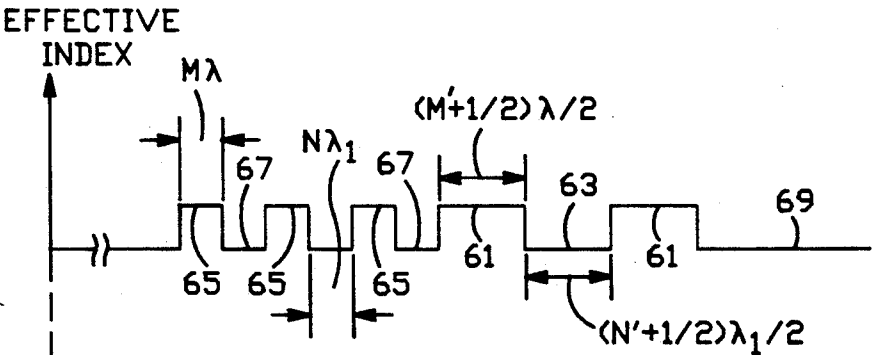 EFFECTIVE
INDEX
Mλ
(M'+1/2)λ/2
Nλ₁
67
67
63
69
65
65
65
61
61
(N'+1/2)λ₁/2